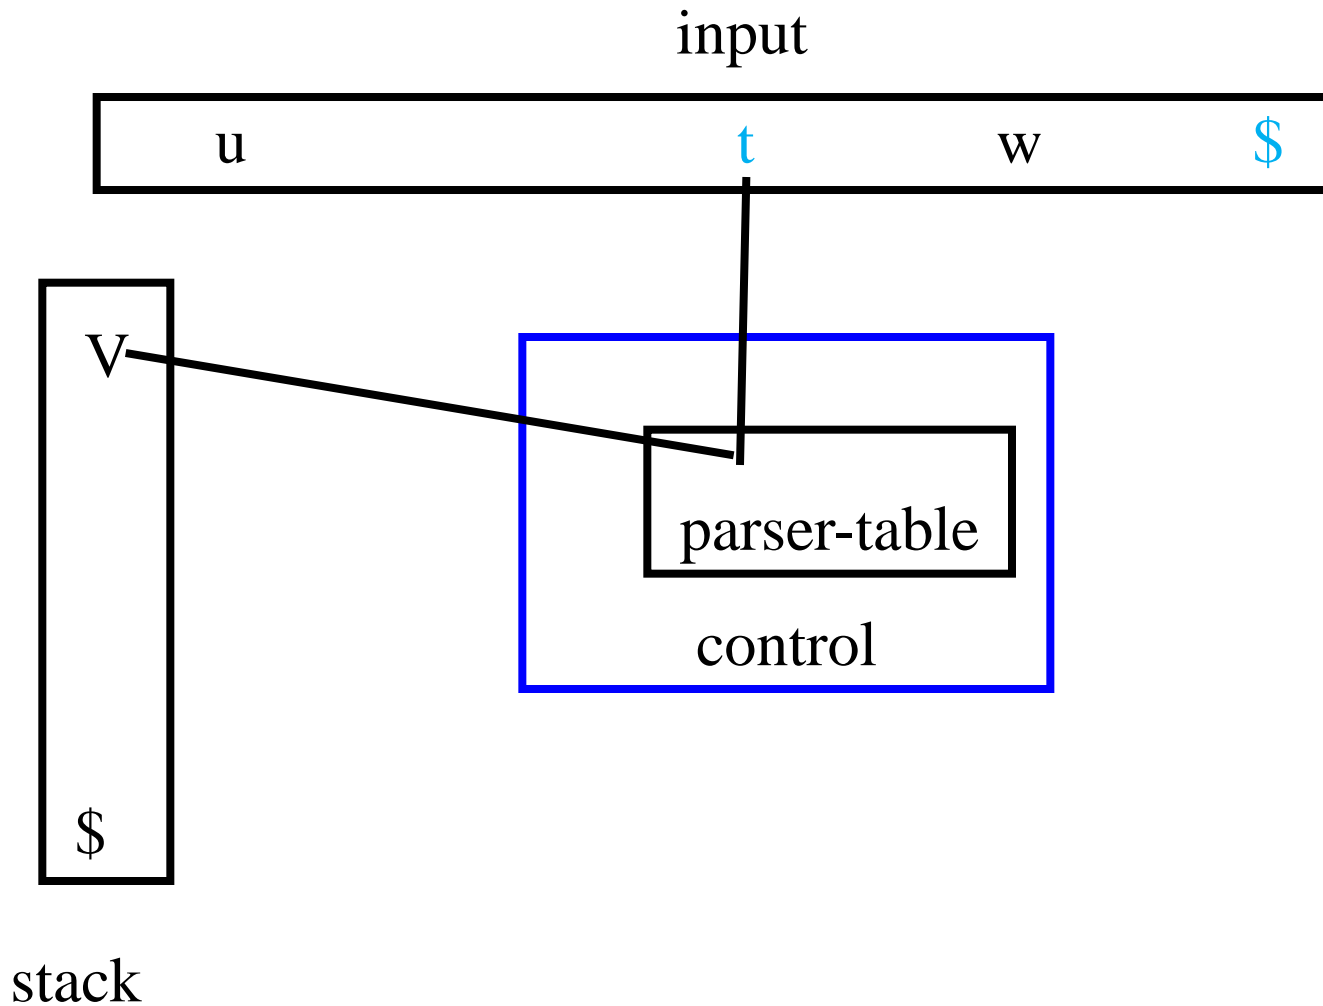 input
u t w $
V
parser-table
control
$
stack